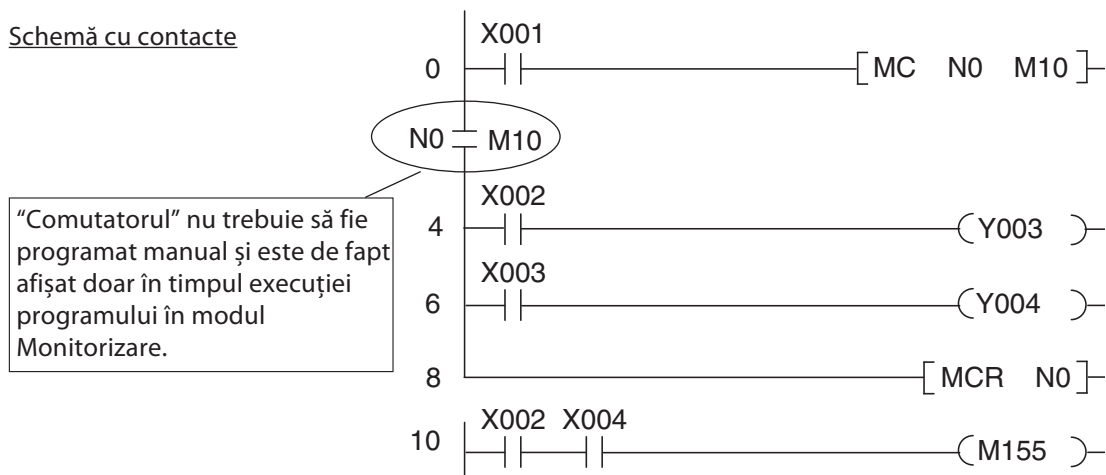 Schemă cu contacte
X001
0 MC N0 M10
N0 M10
"Comutatorul" nu trebuie să fie
programat manual și este de fapt
afișat doar în timpul execuției
programului în modul
Monitorizare.
X002
4 Y003
X003
6 Y004
8 MCR N0
X002 X004
10 M155